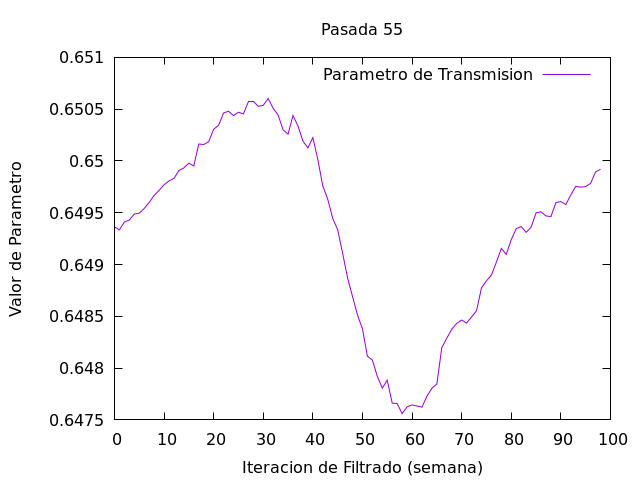 Pasada 55
Parametro de Transmision
0.651
0.6505
0.65
0.6495
0.649
0.6485
0.648
0.6475
Valor de Parametro
0 10 20 30 40 50 60 70 80 90 100
Iteracion de Filtrado (semana)